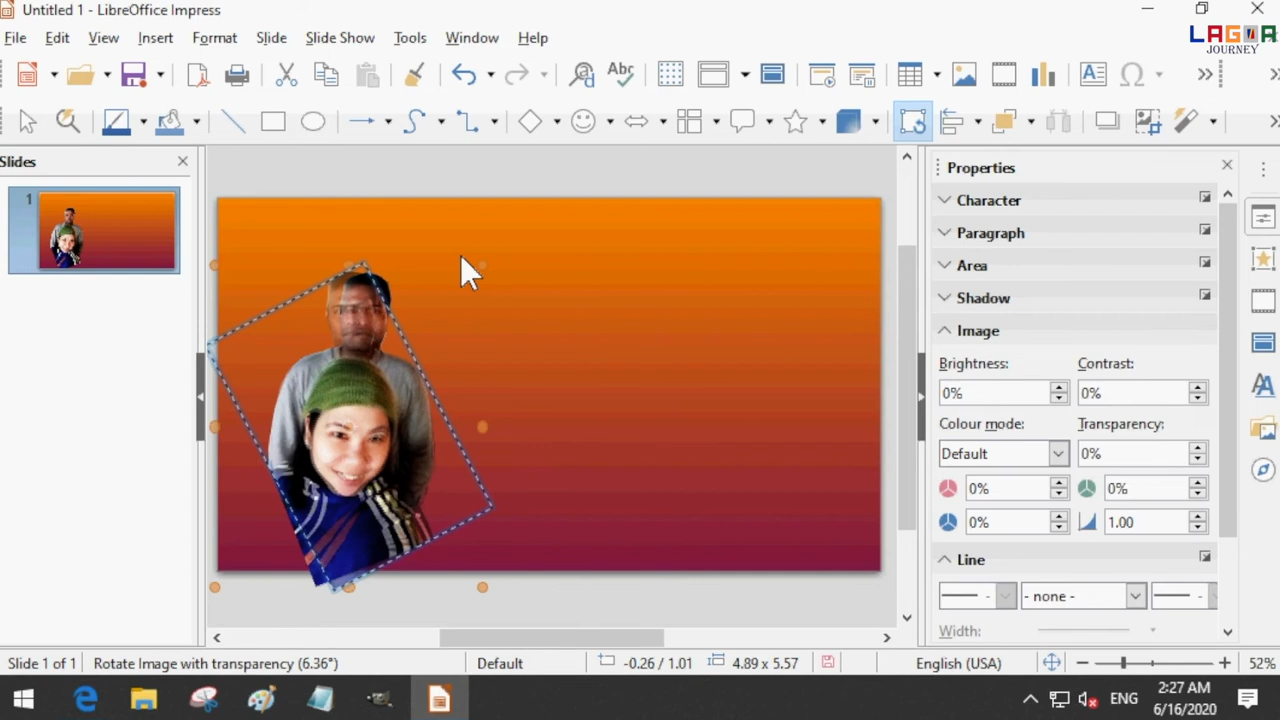 Untitled 1 - LibreOffice Impress
LAGOA
JOURNEY
File Edit View Insert Format Slide Slide Show Tools Window Help
Abc
Slides
1
Properties
Character
Paragraph
Area
Shadow
Image
Brightness: Contrast:
0% 0%
Colour mode: Transparency:
Default 0%
0% 0%
0% 1.00
Line
- none -
Width:
Slide 1 of 1 Rotate Image with transparency (6.36°) Default -0.26 / 1.01 4.89 x 5.57 English (USA) 52%
ENG
2:27 AM
6/16/2020